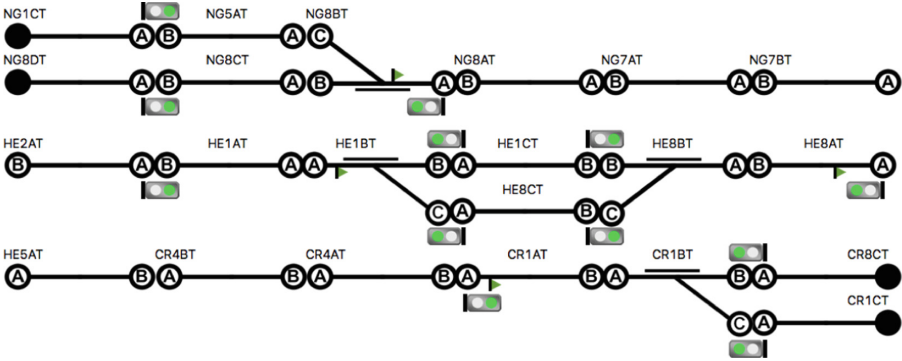 NG1CT NG5AT NG8BT
A B A C
NG8DT NG8CT NG8AT NG7AT NG7BT
A B A B A B A B A B A
HE2AT HE1AT HE1BT HE1CT HE8BT HE8AT
B A B A A B A B B A B A
HE8CT
C A B C
HE5AT CR4BT CR4AT CR1AT CR1BT CR8CT
A B A B A B A B A B A
CR1CT
C A